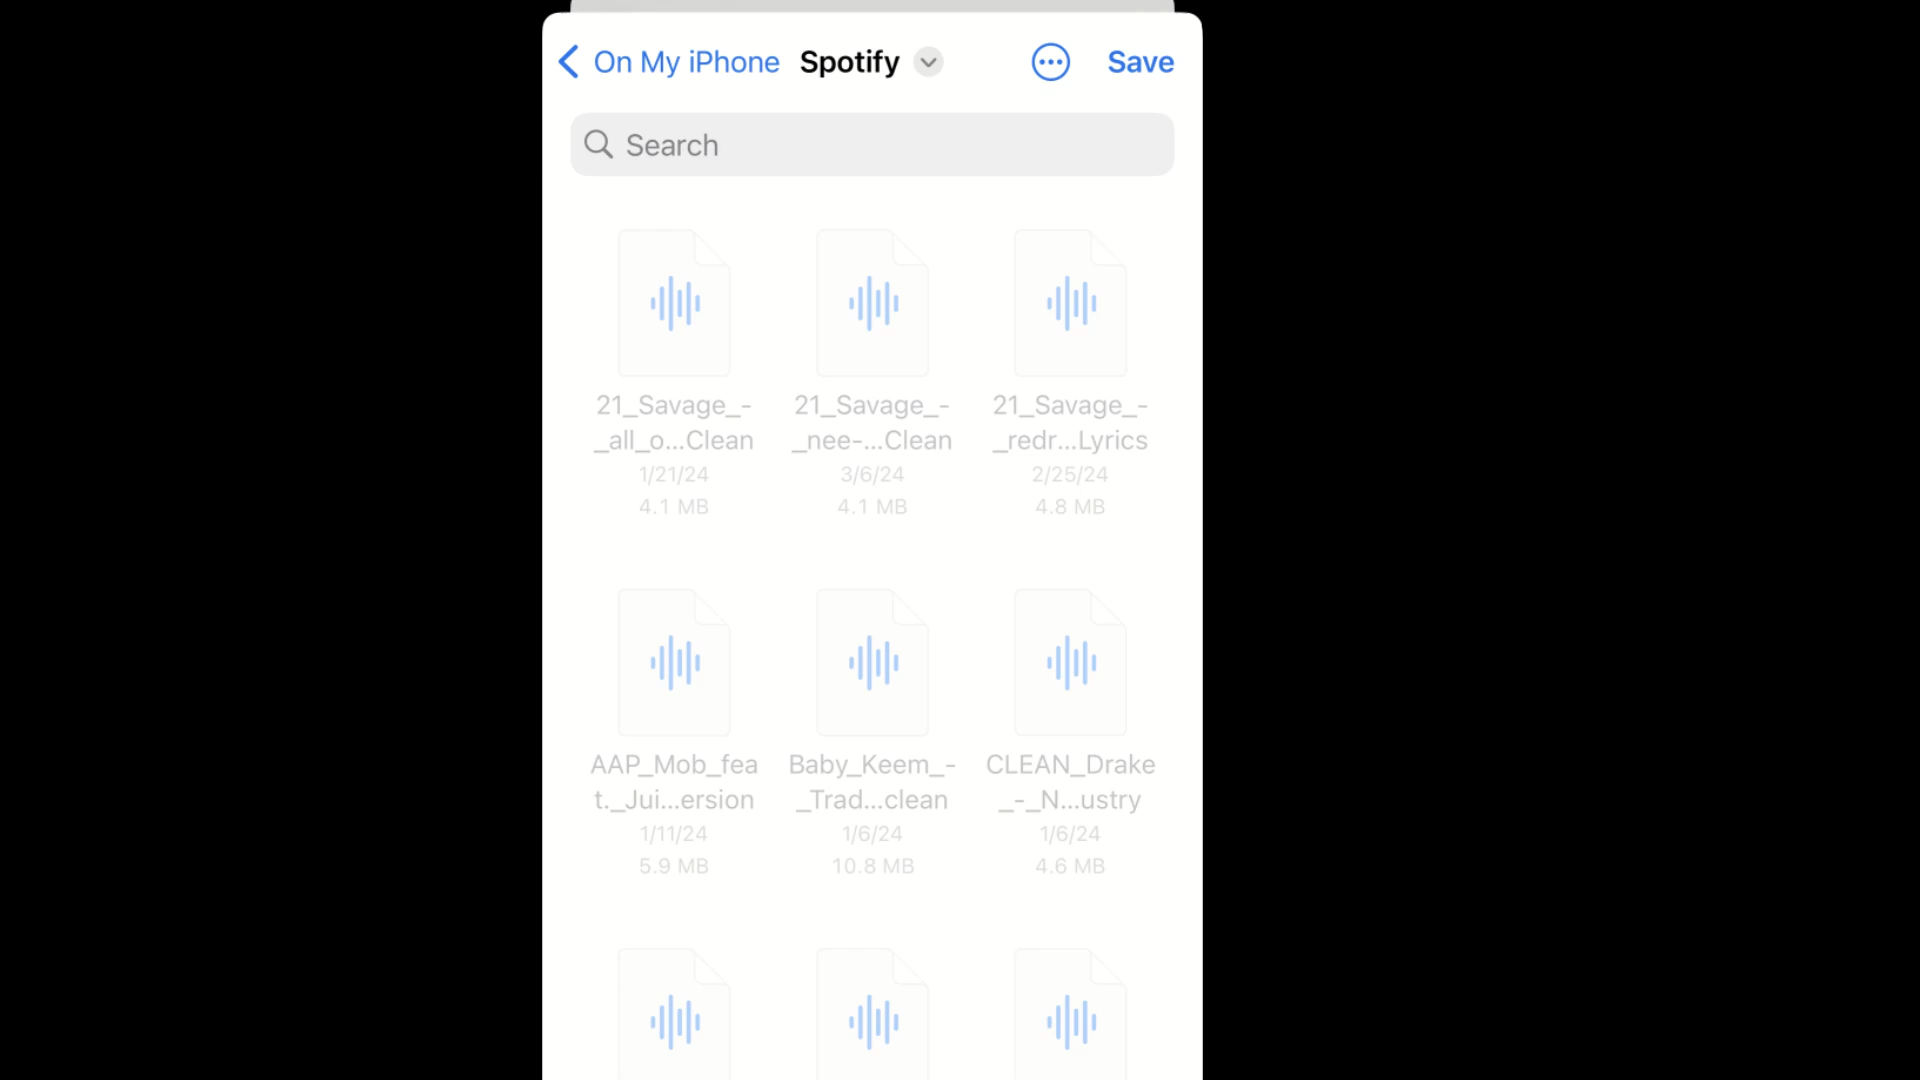 On My iPhone Spotify Save
Search
21_Savage_- 21_Savage_- 21_Savage_-
_all_o...Clean _nee-...Clean _redr...Lyrics
1/21/24 3/6/24 2/25/24
4.1 MB 4.1 MB 4.8 MB
AAP_Mob_fea Baby_Keem_- CLEAN_Drake
t._Jui...ersion _Trad...clean _-_N...ustry
1/11/24 1/6/24 1/6/24
5.9 MB 10.8 MB 4.6 MB